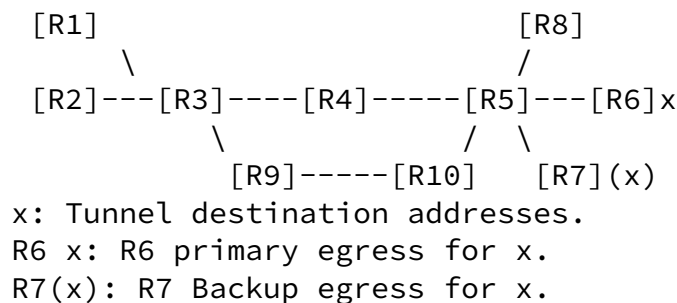 [R1] [R8]
[R2]---[R3]----[R4]-----[R5]---[R6]x
[R9]-----[R10] [R7](x)
x: Tunnel destination addresses.
R6 x: R6 primary egress for x.
R7(x): R7 Backup egress for x.